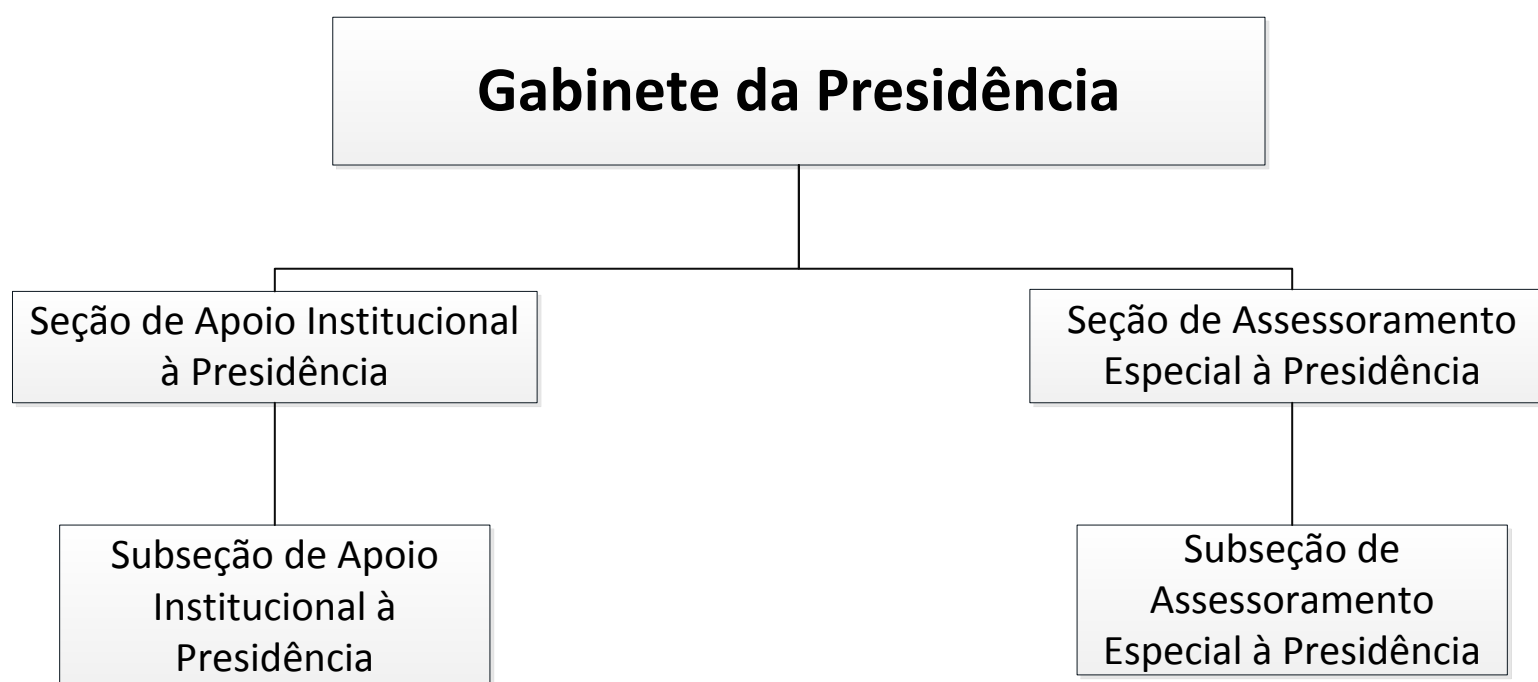 Gabinete da Presidência
Seção de Apoio Institucional
à Presidência
Seção de Assessoramento
Especial à Presidência
Subseção de Apoio
Institucional à
Presidência
Subseção de
Assessoramento
Especial à Presidência